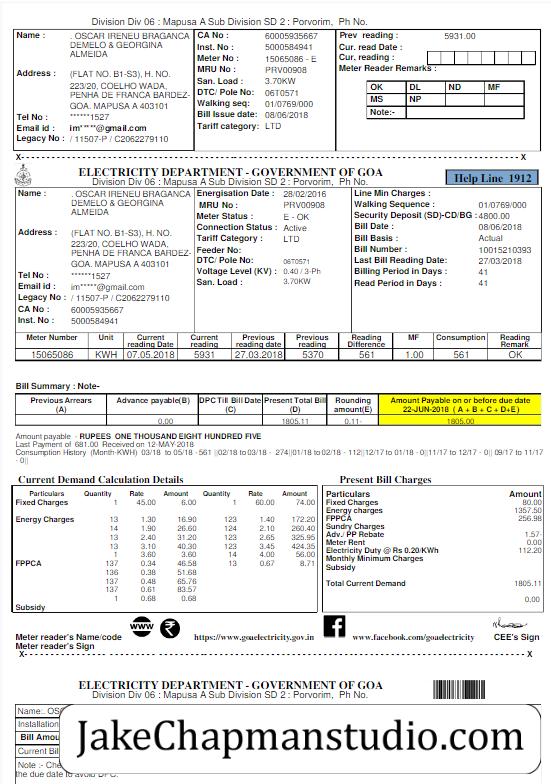 Division Div 06 : Mapusa A Sub Division SD 2 : Porvorim, Ph No.
Name : . OSCAR IRENEU BRAGANCA DEMELO & GEORGINA ALMEIDA
Address : (FLAT NO. B1-S3), H. NO. 223/20, COELHO WADA, PENHA DE FRANCA BARDEZ- GOA. MAPUSA A 403101
Tel No : ******1527
Email id : im*****@gmail.com
Legacy No : / 11507-P / C2062279110
CA No : 60005935667
Inst. No : 5000584941
Meter No : 15065086 - E
MRU No : PRV00908
San. Load : 3.70KW
DTC/ Pole No : 06T0571
Walking seq: 01/0769/000
Bill Issue date : 08/06/2018
Tariff category: LTD
Prev reading : 5931.00
Cur. read Date :
Cur. reading :
Meter Reader Remarks :
OK DL ND MF
MS NP
Note:-
X- -X
ELECTRICITY DEPARTMENT - GOVERNMENT OF GOA
Division Div 06 : Mapusa A Sub Division SD 2 : Porvorim, Ph No.
Help Line 1912
Name : . OSCAR IRENEU BRAGANCA DEMELO & GEORGINA ALMEIDA
Address : (FLAT NO. B1-S3), H. NO. 223/20, COELHO WADA, PENHA DE FRANCA BARDEZ- GOA. MAPUSA A 403101
Tel No : ******1527
Email id : im*****@gmail.com
Legacy No : / 11507-P / C2062279110
CA No : 60005935667
Inst. No : 5000584941
Energisation Date : 28/02/2016
MRU No : PRV00908
Meter Status : E - OK
Connection Status : Active
Tariff Category : LTD
Feeder No:
DTC/ Pole No : 06T0571
Voltage Level (KV) : 0.40 / 3-Ph
San. Load : 3.70KW
Line Min Charges :
Walking Sequence : 01/0769/000
Security Deposit (SD)-CD/BG : 4800.00
Bill Date : 08/06/2018
Bill Basis : Actual
Bill Number : 10015210393
Last Bill Reading Date: 27/03/2018
Billing Period in Days : 41
Read Period in Days : 41
Meter Number Unit Current reading Date Current reading Previous reading date Previous reading Reading Difference MF Consumption Reading Remark
15065086 KWH 07.05.2018 5931 27.03.2018 5370 561 1.00 561 OK
Bill Summary : Note-
Previous Arrears (A) Advance payable(B) DPC Till Bill Date (C) Present Total Bill (D) Rounding amount(E) Amount Payable on or before due date 22-JUN-2018 ( A + B + C + D+E )
0.00 1805.11 0.11- 1805.00
Amount payable - RUPEES ONE THOUSAND EIGHT HUNDRED FIVE
Last Payment of 681.00 Received on 12-MAY-2018
Consumption History (Month-KWH) 03/18 to 05/18 - 561 ||02/18 to 03/18 - 274||01/18 to 02/18 - 112||12/17 to 01/18 - 0||11/17 to 12/17 - 0|| 09/17 to 11/17
- 0||
Current Demand Calculation Details
Particulars Quantity Rate Amount Quantity Rate Amount
Fixed Charges 1 45.00 6.00 1 60.00 74.00
Energy Charges 13 1.30 16.90 123 1.40 172.20
14 1.90 26.60 124 2.10 260.40
13 2.40 31.20 123 2.65 325.95
13 3.10 40.30 123 3.45 424.35
1 3.60 3.60 14 4.00 56.00
FPPCA 137 0.34 46.58 13 0.67 8.71
136 0.38 51.68
137 0.48 65.76
137 0.61 83.57
1 0.68 0.68
Subsidy
Present Bill Charges
Particulars Amount
Fixed Charges 80.00
Energy charges 1357.50
FPPCA 256.98
Sundry Charges
Adv./ PP Rebate 1.57-
Meter Rent 0.00
Electricity Duty @ Rs 0.20/KWh 112.20
Monthly Minimum Charges
Subsidy
Total Current Demand 1805.11
0.00
Meter reader's Name/code
Meter reader's Sign
www
₹
https://www.goaelectricity.gov.in
f
www.facebook.com/goaelectricity
CEE's Sign
X- -X
ELECTRICITY DEPARTMENT - GOVERNMENT OF GOA
Division Div 06 : Mapusa A Sub Division SD 2 : Porvorim, Ph No.
Name:. OSC
Installation
Bill Amou
Current Bill
Note :- Che
the due date to avoid DPC.
JakeChapmanstudio.com